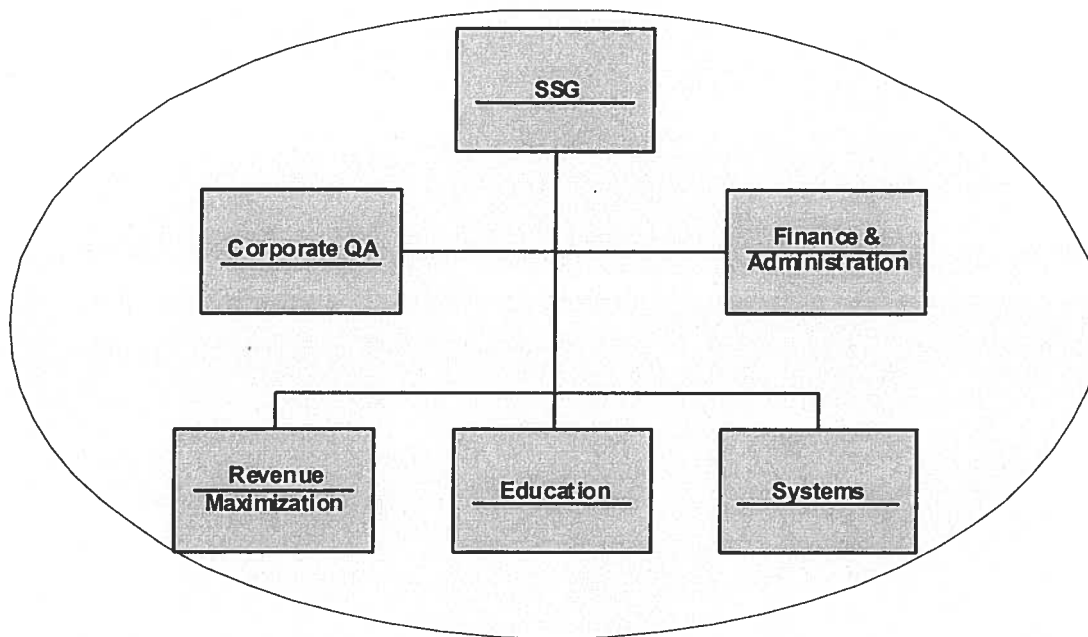 SSG
Corporate QA
Finance &
Administration
Revenue
Maximization
Education
Systems